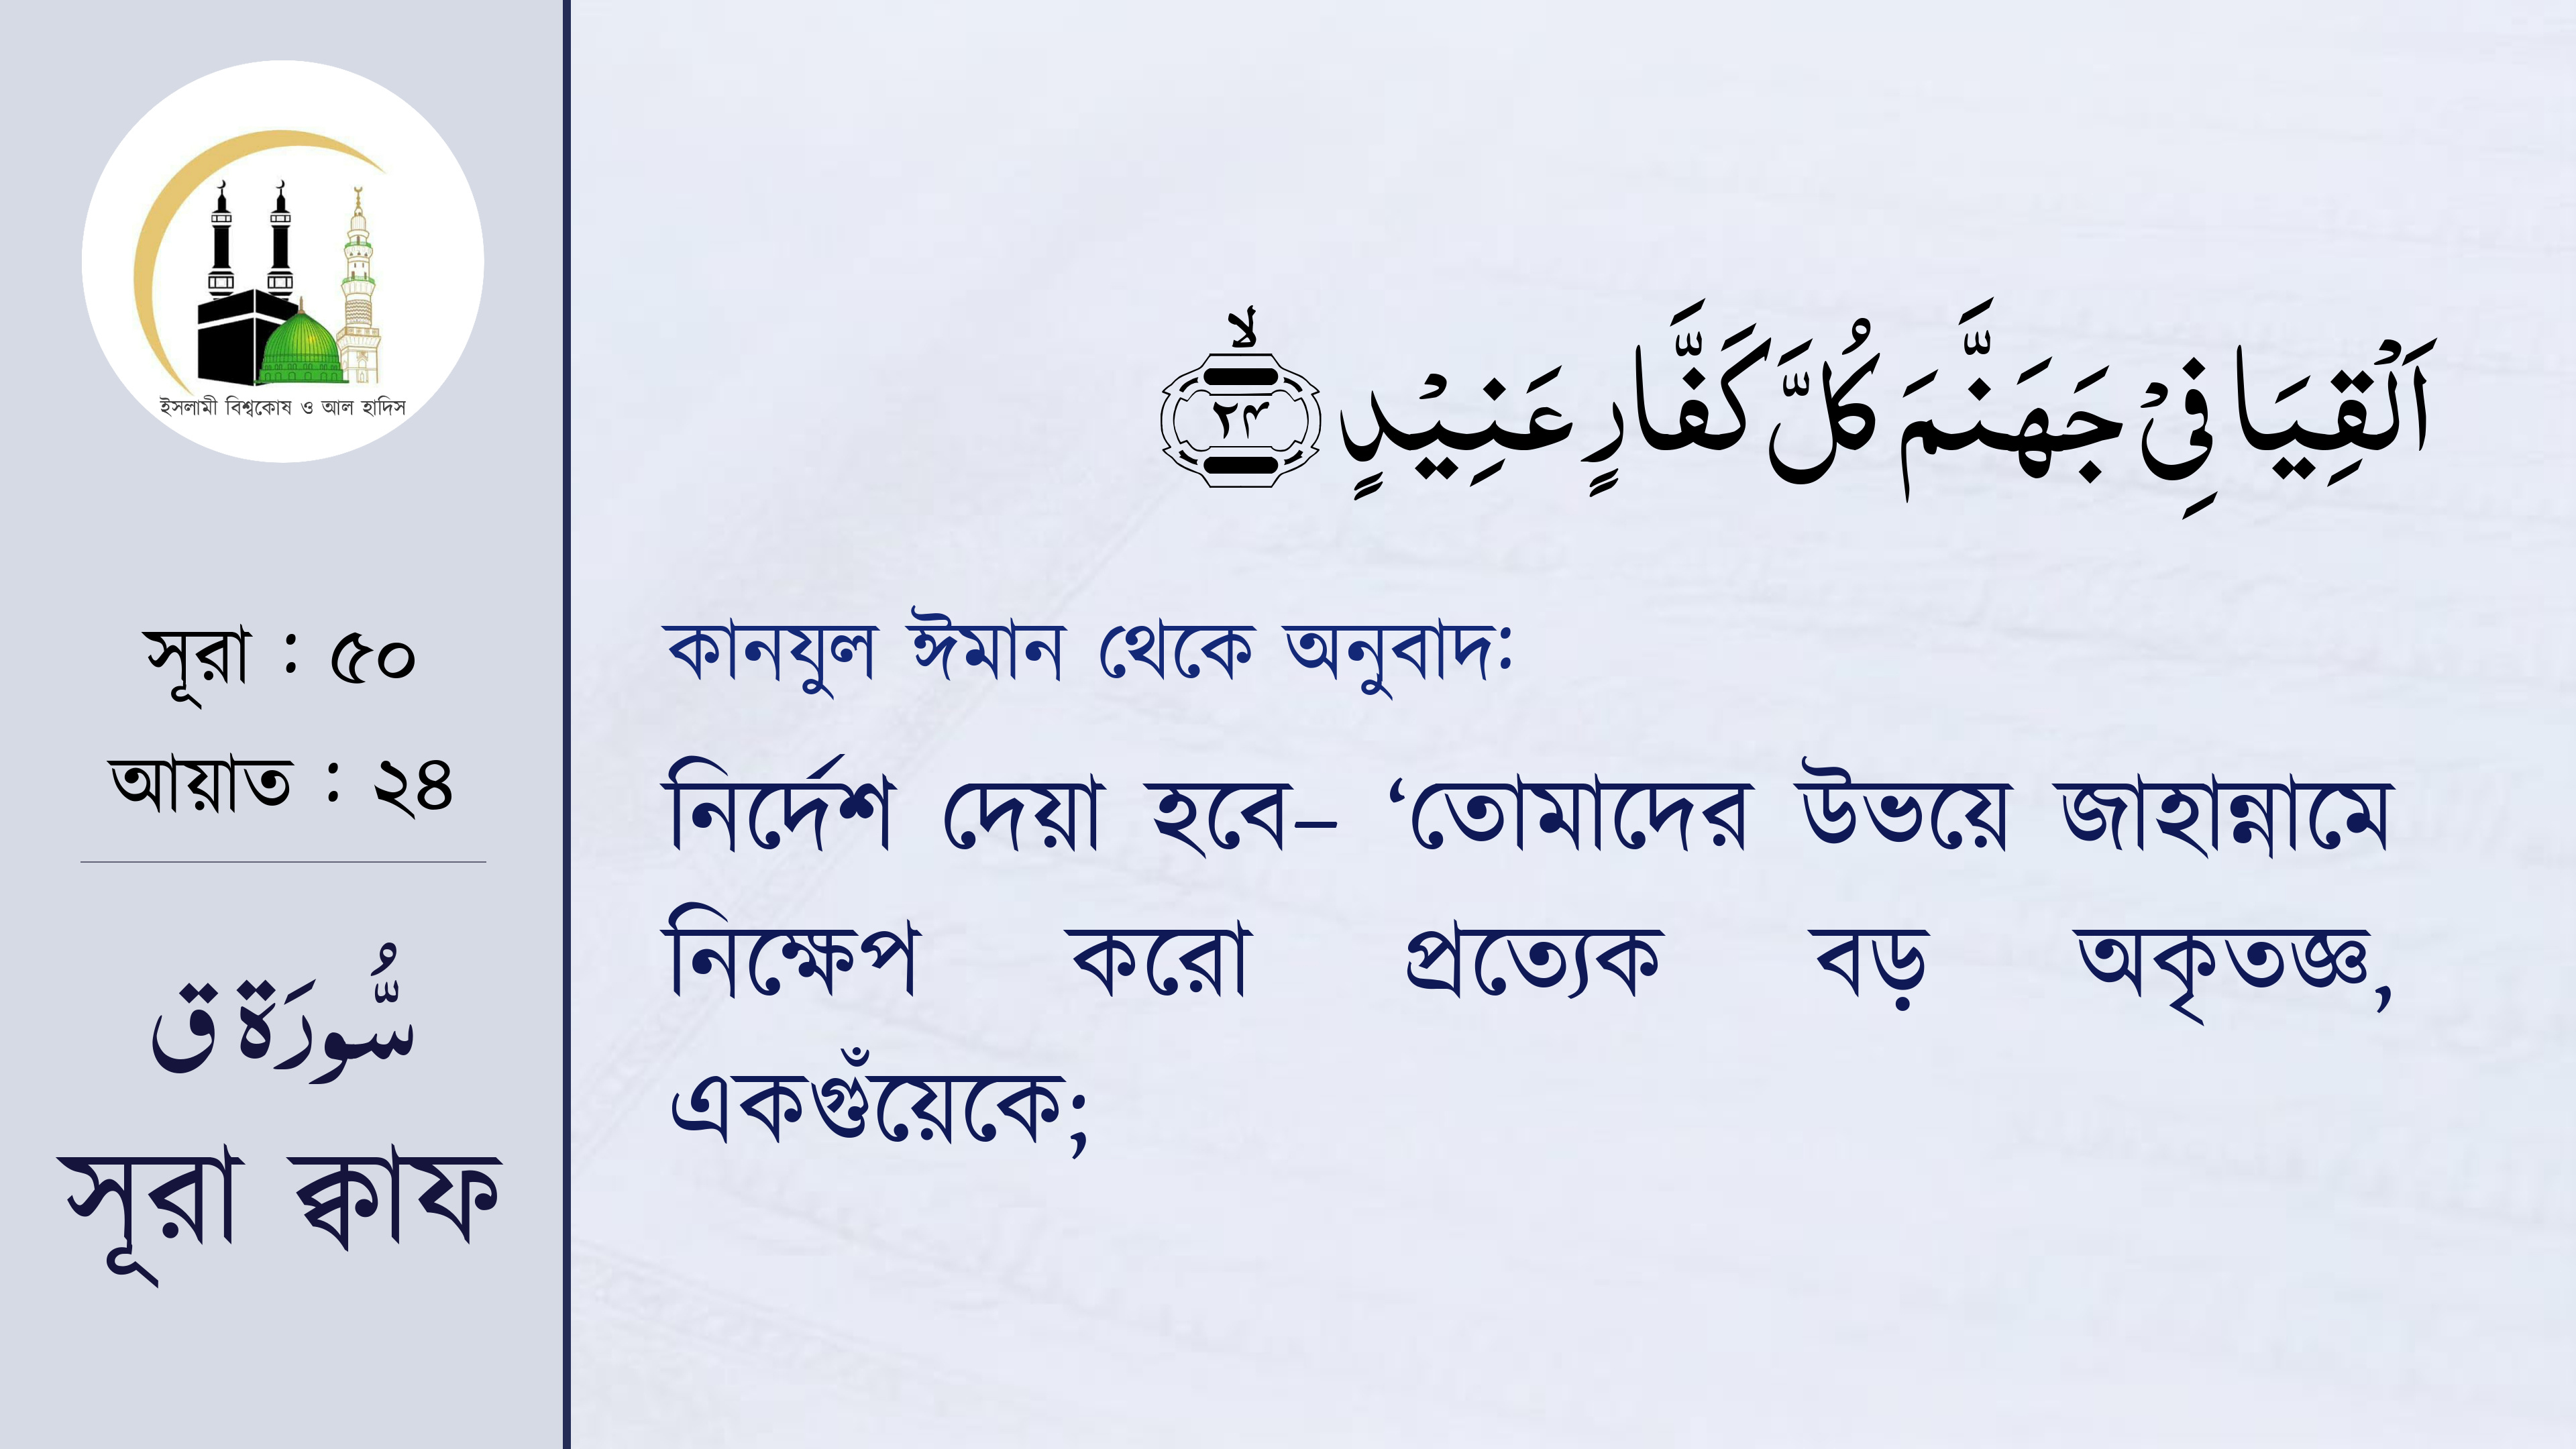 ইসলামী বিশ্বকোষ ও আল হাদিস
সূরা : ৫০
আয়াত : ২৪
سُّورَة ق
সূরা ক্বাফ
اَلْقِيَا فِيْ جَهَنَّمَ كُلَّ كَفَّارٍ عَنِيْدٍ ۙ۝۲۴
কানযুল ঈমান থেকে অনুবাদ:
নির্দেশ দেয়া হবে– ‘তোমাদের উভয়ে জাহান্নামে
নিক্ষেপ করো প্রত্যেক বড় অকৃতজ্ঞ,
একগুঁয়েকে;